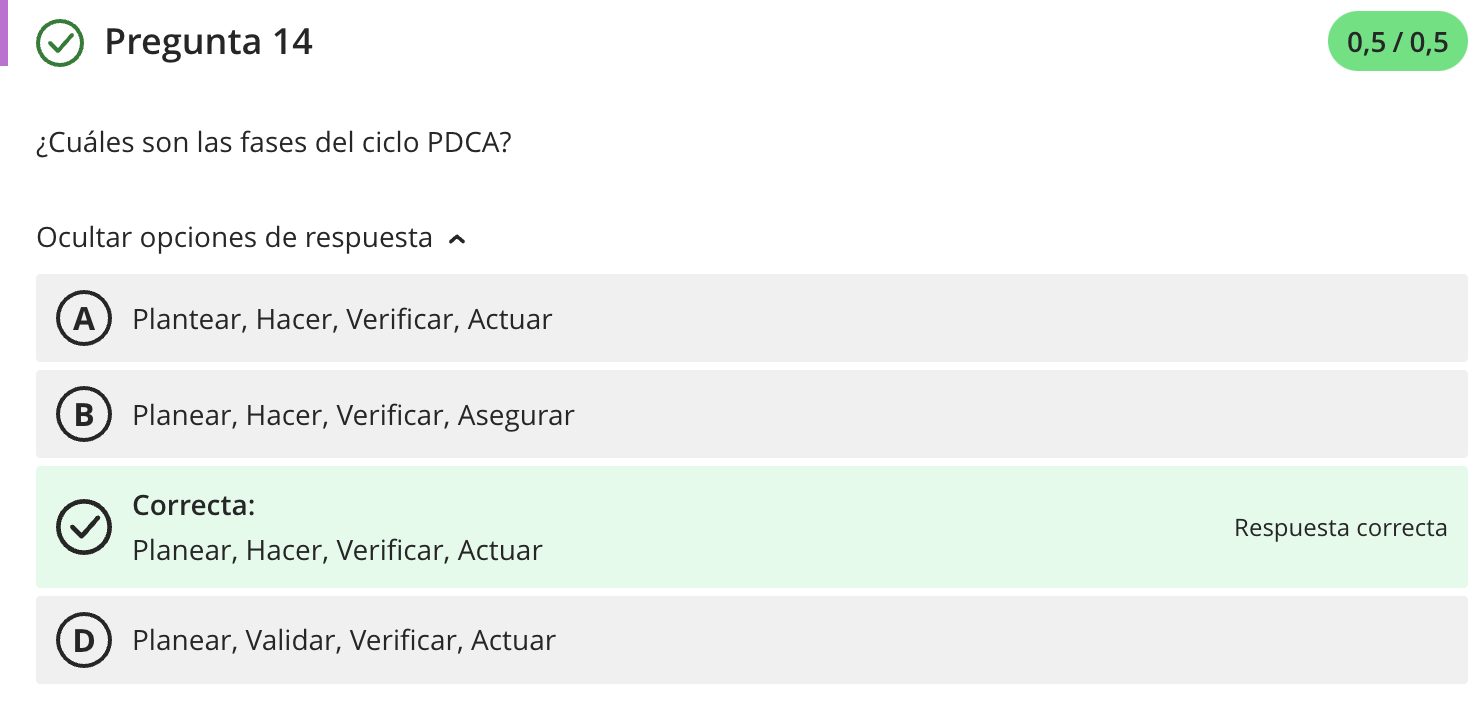 Pregunta 14
0,5 / 0,5
¿Cuáles son las fases del ciclo PDCA?
Ocultar opciones de respuesta
A Plantear, Hacer, Verificar, Actuar
B Planear, Hacer, Verificar, Asegurar
Correcta:
Planear, Hacer, Verificar, Actuar
Respuesta correcta
D Planear, Validar, Verificar, Actuar